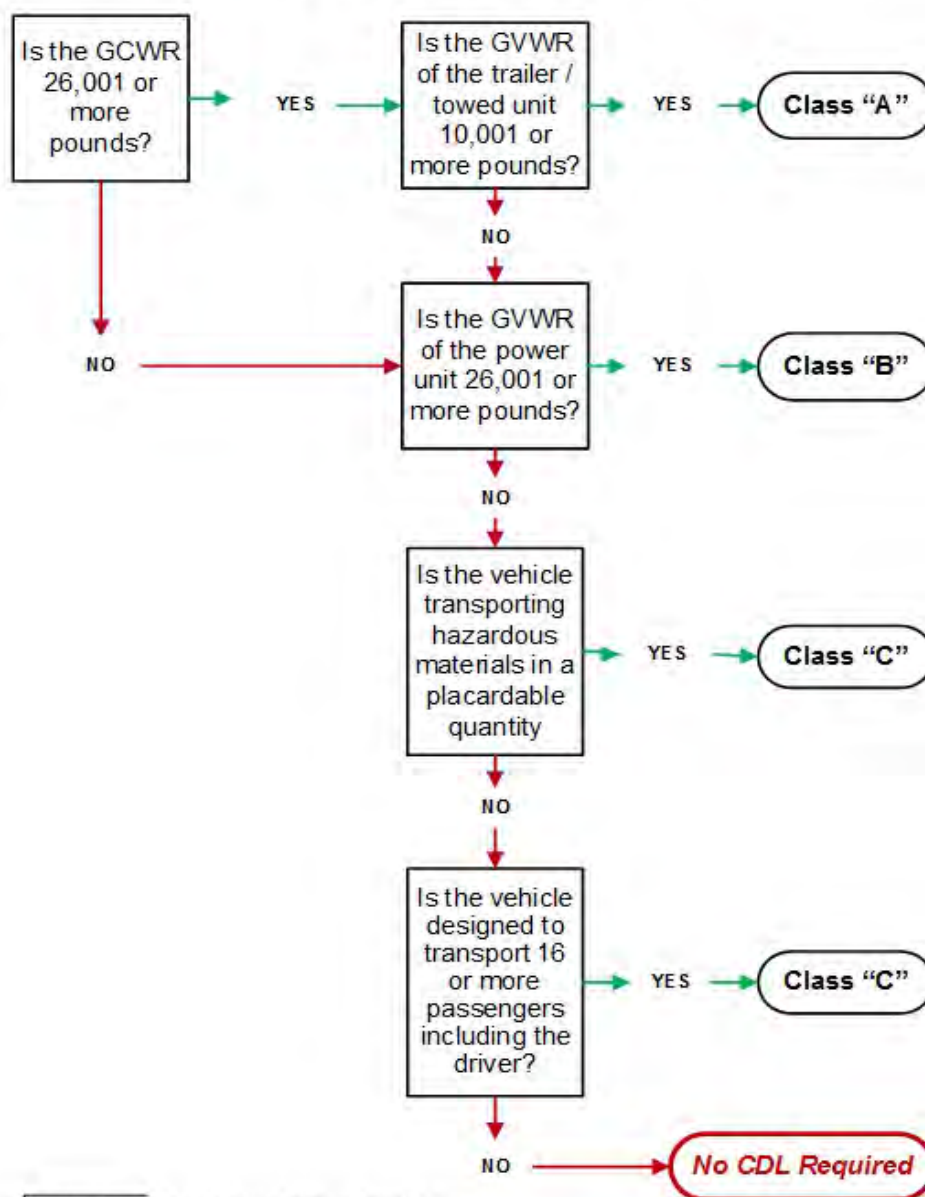 Is the GCWR
26,001 or
more
pounds?
YES
Is the GVWR
of the trailer /
towed unit
10,001 or
more pounds?
YES
Class “A”
NO
NO
Is the GVWR
of the power
unit 26,001 or
more pounds?
YES
Class “B”
NO
Is the vehicle
transporting
hazardous
materials in a
placardable
quantity
YES
Class “C”
NO
Is the vehicle
designed to
transport 16
or more
passengers
including the
driver?
YES
Class “C”
NO
No CDL Required